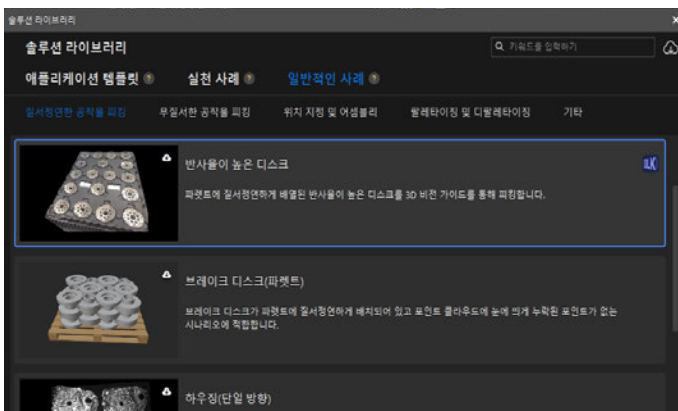 솔루션 라이브러리
솔루션 라이브러리
키워드를 입력하기
애플리케이션 템플릿 ?
실천 사례 ?
일반적인 사례 ?
질서정연한 공작물 피킹
무질서한 공작물 피킹
위치 지정 및 어셈블리
팔레타이징 및 디팔레타이징
기타
반사율이 높은 디스크
파렛트에 질서정연하게 배열된 반사율이 높은 디스크를 3D 비전 가이드를 통해 피킹합니다.
브레이크 디스크(파렛트)
브레이크 디스크가 파렛트에 질서정연하게 배치되어 있고 포인트 클라우드에 눈에 띄게 누락된 포인트가 없는
시나리오에 적합합니다.
하우징(단일 방향)